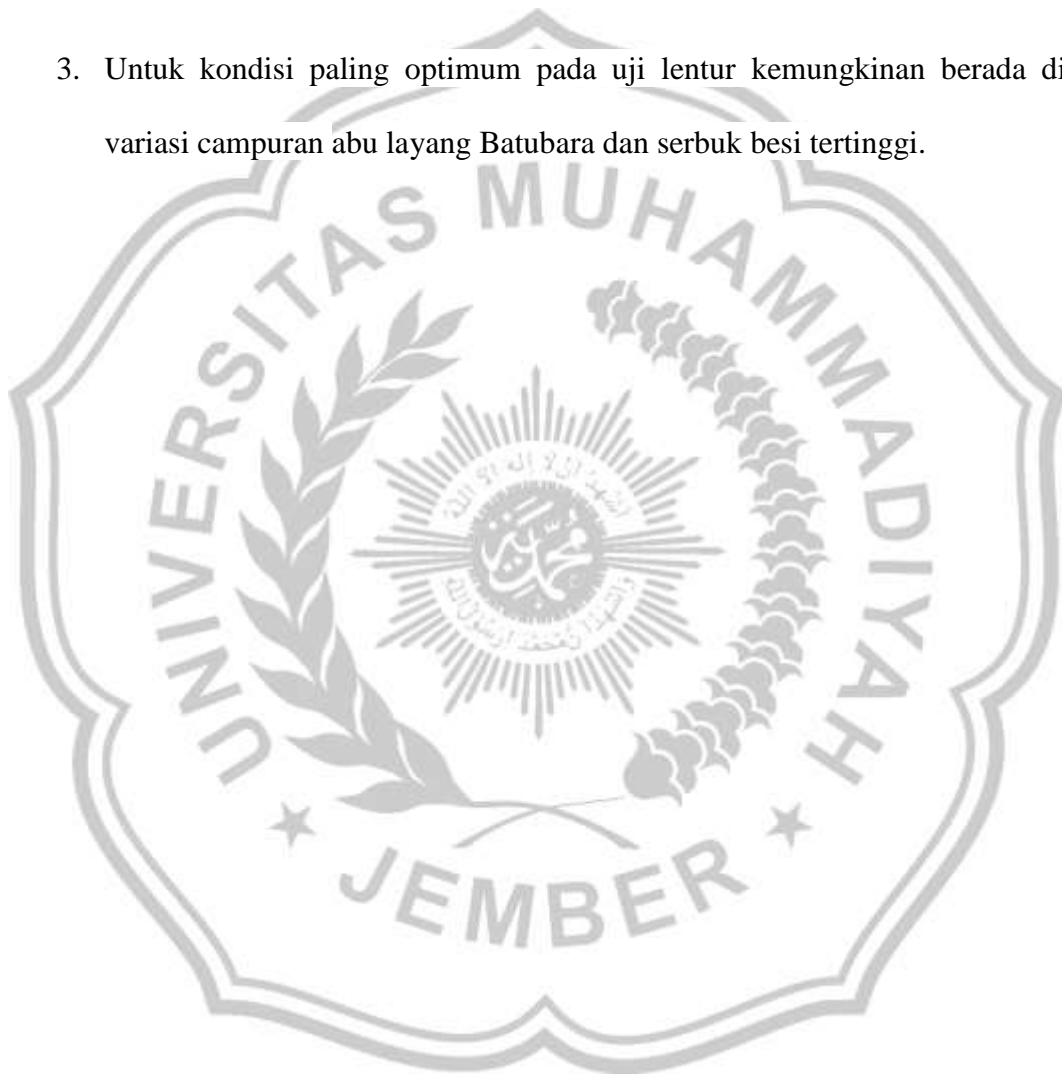 3. Untuk kondisi paling optimum pada uji lentur kemungkinan berada di
variasi campuran abu layang Batubara dan serbuk besi tertinggi.
UNIVERSITAS MUHAMMADIYAH
JEMBER